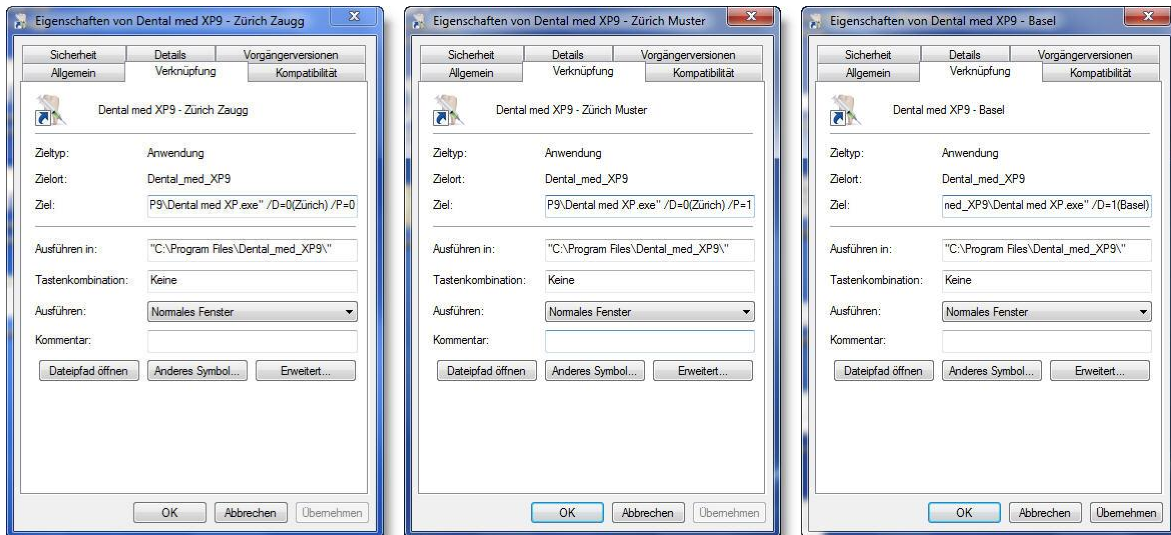 Eigenschaften von Dental med XP9 - Zürich Zaugg
Sicherheit Details Vorgängerversionen
Allgemein Verknüpfung Kompatibilität
Dental med XP9 - Zürich Zaugg
Zieltyp: Anwendung
Zielort: Dental_med_XP9
Ziel: P9\Dental med XP.exe" /D=0(Zürich) /P=0
Ausführen in: "C:\Program Files\Dental_med_XP9\"
Tastenkombination: Keine
Ausführen: Normales Fenster
Kommentar:
Dateipfad öffnen Anderes Symbol... Erweitert...
OK Abbrechen Übernehmen
Eigenschaften von Dental med XP9 - Zürich Muster
Sicherheit Details Vorgängerversionen
Allgemein Verknüpfung Kompatibilität
Dental med XP9 - Zürich Muster
Zieltyp: Anwendung
Zielort: Dental_med_XP9
Ziel: P9\Dental med XP.exe" /D=0(Zürich) /P=1
Ausführen in: "C:\Program Files\Dental_med_XP9\"
Tastenkombination: Keine
Ausführen: Normales Fenster
Kommentar:
Dateipfad öffnen Anderes Symbol... Erweitert...
OK Abbrechen Übernehmen
Eigenschaften von Dental med XP9 - Basel
Sicherheit Details Vorgängerversionen
Allgemein Verknüpfung Kompatibilität
Dental med XP9 - Basel
Zieltyp: Anwendung
Zielort: Dental_med_XP9
Ziel: ned_XP9\Dental med XP.exe" /D=1(Basel)
Ausführen in: "C:\Program Files\Dental_med_XP9\"
Tastenkombination: Keine
Ausführen: Normales Fenster
Kommentar:
Dateipfad öffnen Anderes Symbol... Erweitert...
OK Abbrechen Übernehmen